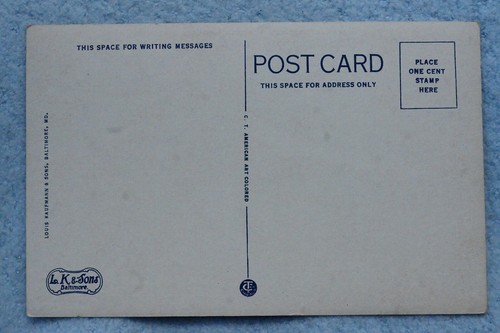 THIS SPACE FOR WRITING MESSAGES
POST CARD
THIS SPACE FOR ADDRESS ONLY
PLACE
ONE CENT
STAMP
HERE
LOUIS KAUFMANN & SONS, BALTIMORE, MD.
C. T. AMERICAN ART COLORED
L. K & Sons
Baltimore.